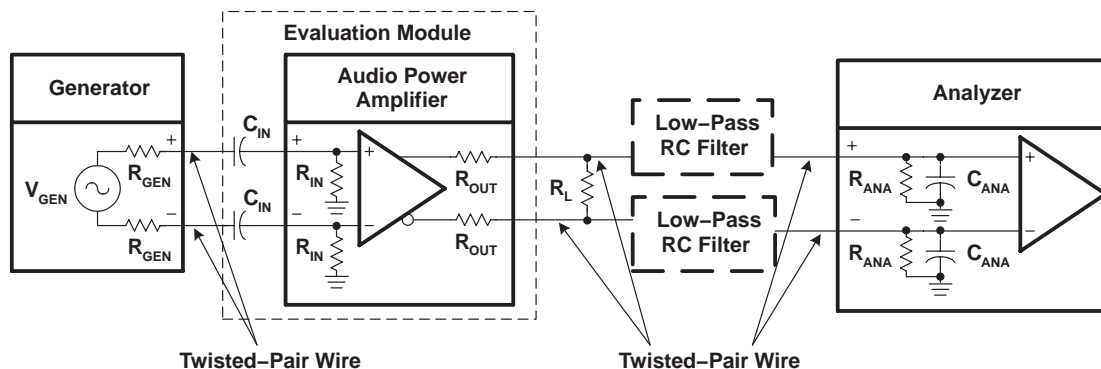 Evaluation Module
Generator
Audio Power
Amplifier
Analyzer
Low–Pass
RC Filter
Low–Pass
RC Filter
V_GEN
R_GEN
R_GEN
+
−
C_IN
C_IN
+
−
R_IN
R_IN
+
−
R_OUT
R_OUT
R_L
+
−
R_ANA
R_ANA
C_ANA
C_ANA
+
−
Twisted–Pair Wire
Twisted–Pair Wire